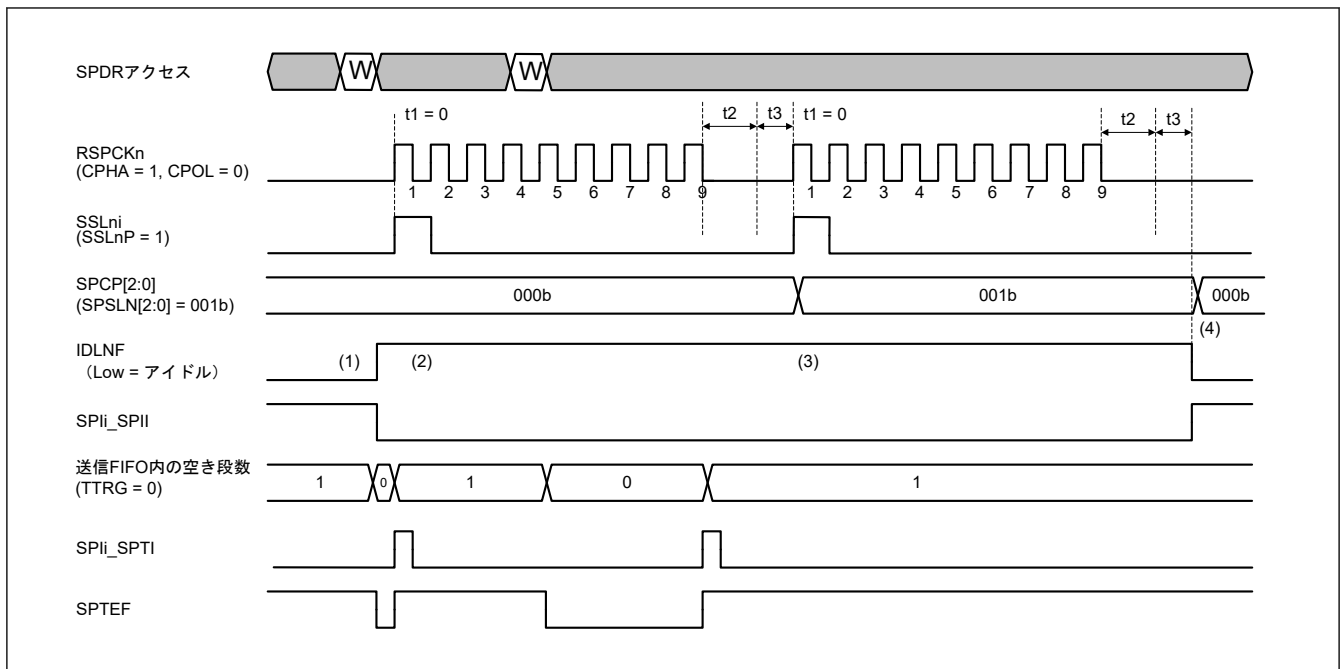 SPDRアクセス
W
W
t1 = 0
t2
t3
t1 = 0
t2
t3
RSPCKn
(CPHA = 1, CPOL = 0)
1 2 3 4 5 6 7 8 9
1 2 3 4 5 6 7 8 9
SSLni
(SSLnP = 1)
SPCP[2:0]
(SPSLN[2:0] = 001b)
000b
001b
000b
(4)
IDLNF
（Low = アイドル）
(1)
(2)
(3)
SPIi_SPII
送信FIFO内の空き段数
(TTRG = 0)
1
0
1
0
1
SPIi_SPTI
SPTEF